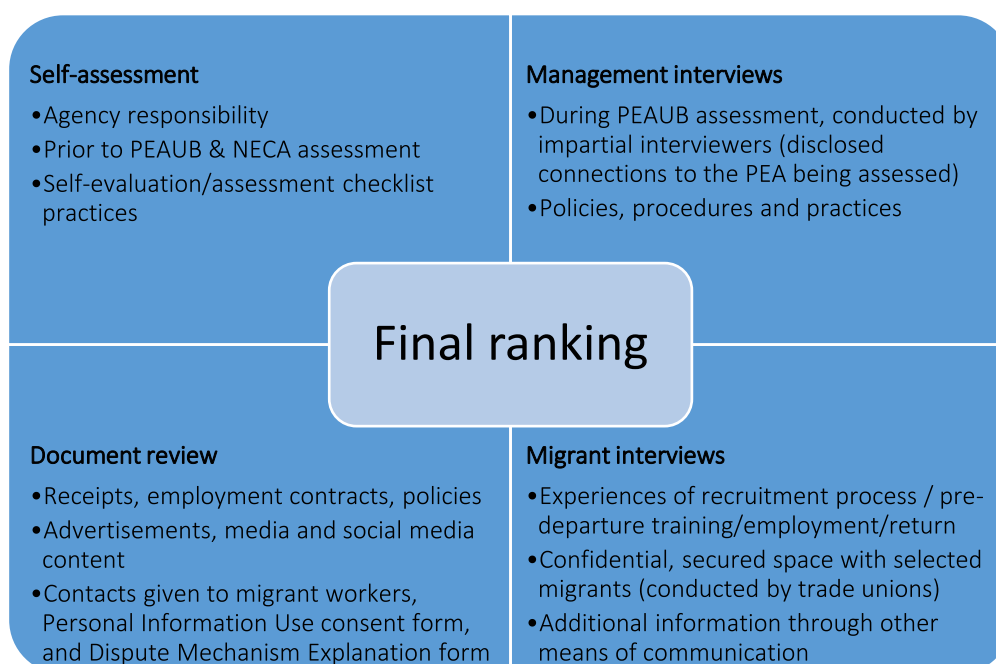 Self-assessment
•Agency responsibility
•Prior to PEAUB & NECA assessment
•Self-evaluation/assessment checklist
practices
Management interviews
•During PEAUB assessment, conducted by
impartial interviewers (disclosed
connections to the PEA being assessed)
•Policies, procedures and practices
Final ranking
Document review
•Receipts, employment contracts, policies
•Advertisements, media and social media
content
•Contacts given to migrant workers,
Personal Information Use consent form,
and Dispute Mechanism Explanation form
Migrant interviews
•Experiences of recruitment process / pre-
departure training/employment/return
•Confidential, secured space with selected
migrants (conducted by trade unions)
•Additional information through other
means of communication